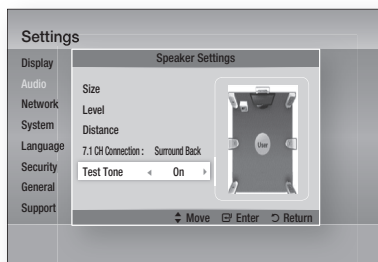 Settings
Speaker Settings
Display
Audio
Network
System
Language
Security
General
Support
Size
Level
Distance
7.1 CH Connection : Surround Back
Test Tone ◂ On ▸
User
Move Enter Return